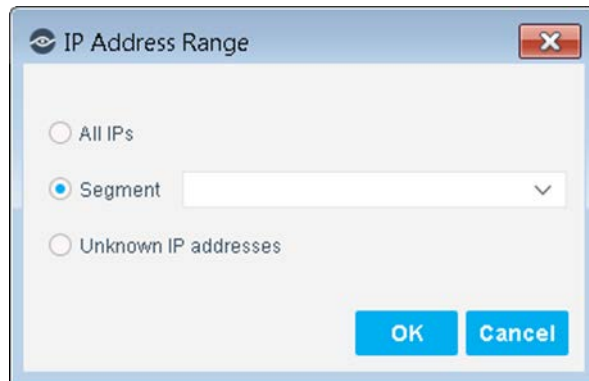 IP Address Range
All IPs
Segment
Unknown IP addresses
OK Cancel